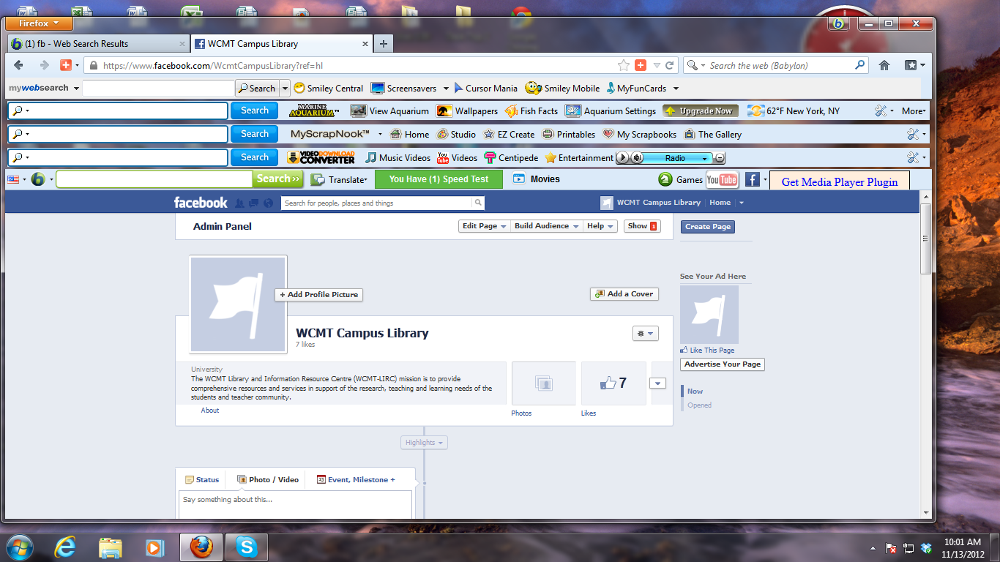 Firefox
(1) fb - Web Search Results
WCMT Campus Library
https://www.facebook.com/WcmtCampusLibrary?ref=hl
Search the web (Babylon)
mywebsearch
Search
Smiley Central
Screensavers
Cursor Mania
Smiley Mobile
MyFunCards
Search
MARINE AQUARIUM™
View Aquarium
Wallpapers
Fish Facts
Aquarium Settings
Upgrade Now
62°F New York, NY
More
Search
MyScrapNook™
Home
Studio
EZ Create
Printables
My Scrapbooks
The Gallery
Search
VIDEO DOWNLOAD CONVERTER
Music Videos
You Tube
Videos
Centipede
Entertainment
Radio
Search >>
Translate
You Have (1) Speed Test
Movies
Games
YouTube
Get Media Player Plugin
facebook
Search for people, places and things
WCMT Campus Library
Home
Admin Panel
Edit Page
Build Audience
Help
Show 1
Create Page
See Your Ad Here
+ Add Profile Picture
Add a Cover
WCMT Campus Library
7 likes
Like This Page
Advertise Your Page
University
The WCMT Library and Information Resource Centre (WCMT-LIRC) mission is to provide
comprehensive resources and services in support of the research, teaching and learning needs of the
students and teacher community.
About
Photos
7
Likes
Now
Opened
Highlights
Status
Photo / Video
13
Event, Milestone +
Say something about this...
10:01 AM
11/13/2012